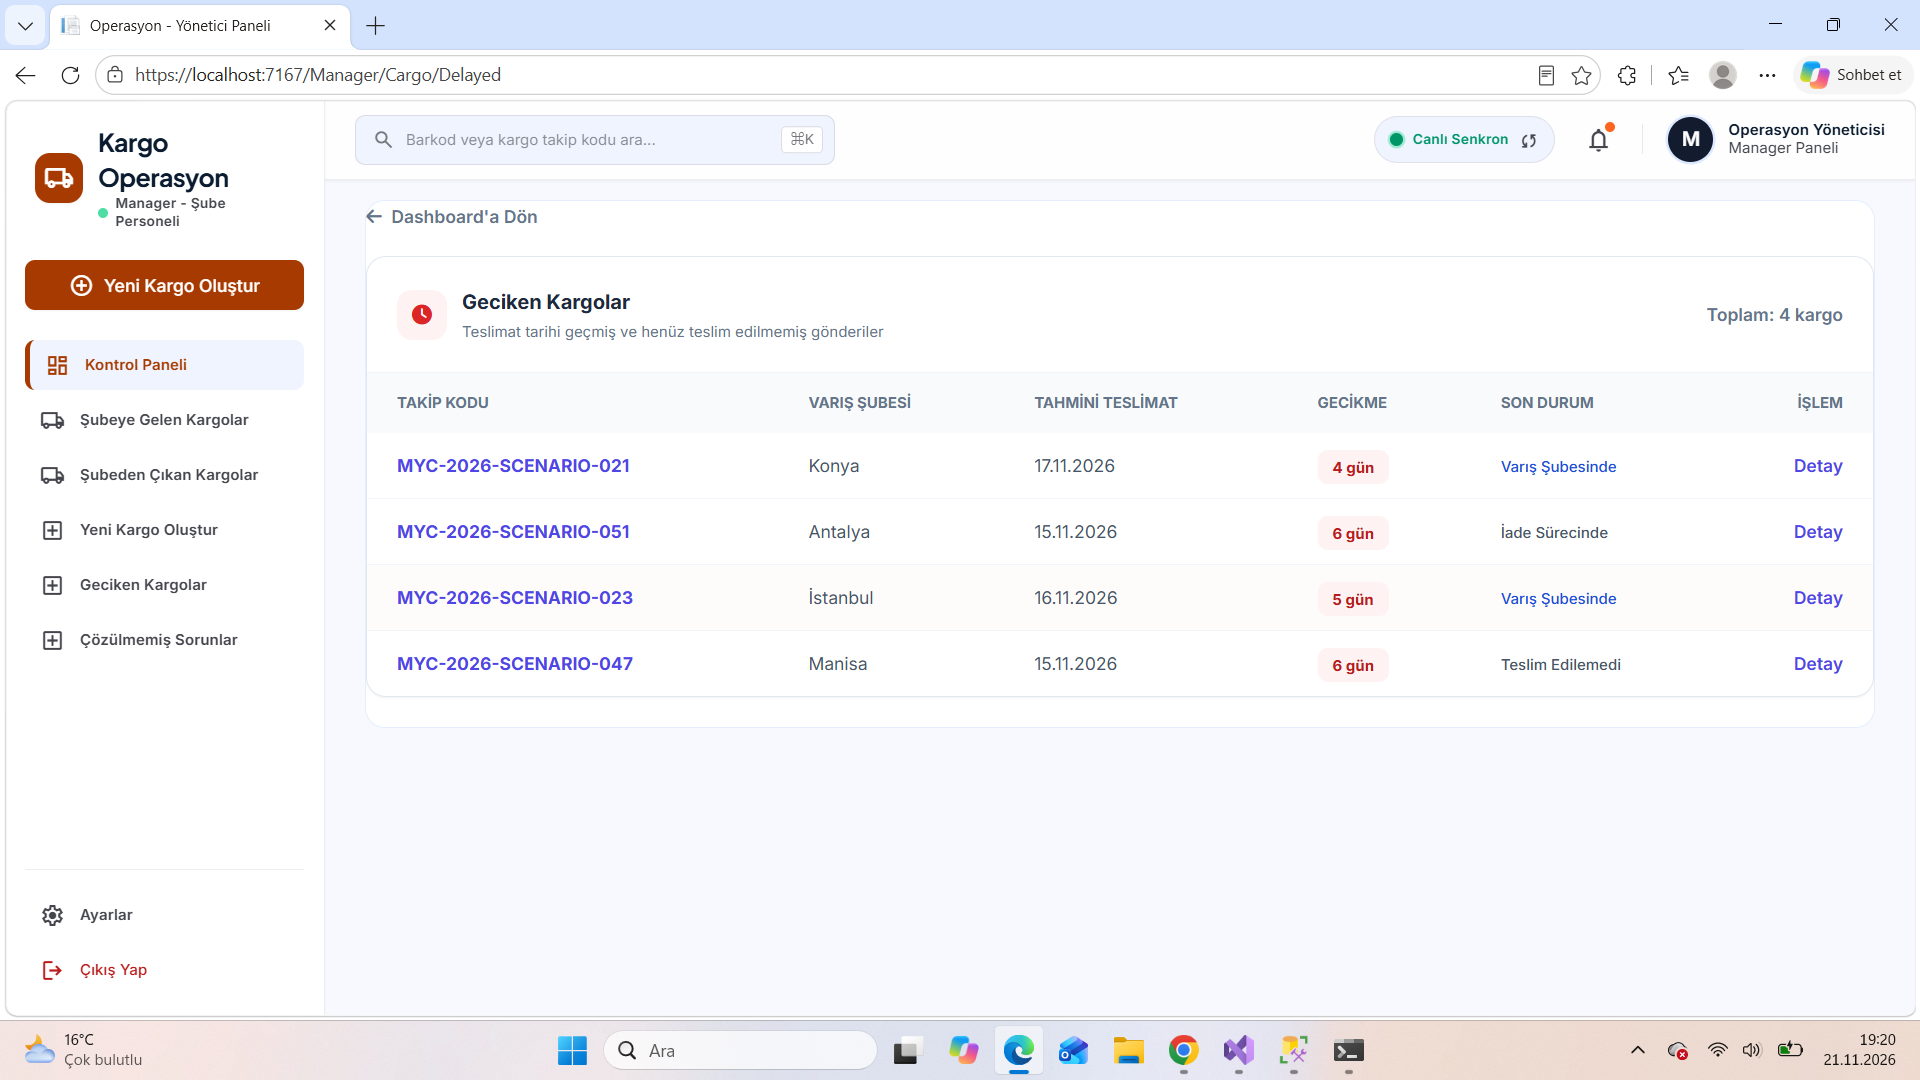 Operasyon - Yönetici Paneli
https://localhost:7167/Manager/Cargo/Delayed
Sohbet et
Kargo
Operasyon
Manager - Şube
Personeli
Yeni Kargo Oluştur
Kontrol Paneli
Şubeye Gelen Kargolar
Şubeden Çıkan Kargolar
Yeni Kargo Oluştur
Geciken Kargolar
Çözülmemiş Sorunlar
Ayarlar
Çıkış Yap
Barkod veya kargo takip kodu ara...
⌘K
Canlı Senkron
M
Operasyon Yöneticisi
Manager Paneli
Dashboard'a Dön
Geciken Kargolar
Teslimat tarihi geçmiş ve henüz teslim edilmemiş gönderiler
Toplam: 4 kargo
TAKİP KODU VARIŞ ŞUBESİ TAHMİNİ TESLİMAT GECİKME SON DURUM İŞLEM
MYC-2026-SCENARIO-021 Konya 17.11.2026 4 gün Varış Şubesinde Detay
MYC-2026-SCENARIO-051 Antalya 15.11.2026 6 gün İade Sürecinde Detay
MYC-2026-SCENARIO-023 İstanbul 16.11.2026 5 gün Varış Şubesinde Detay
MYC-2026-SCENARIO-047 Manisa 15.11.2026 6 gün Teslim Edilemedi Detay
16°C
Çok bulutlu
Ara
19:20
21.11.2026